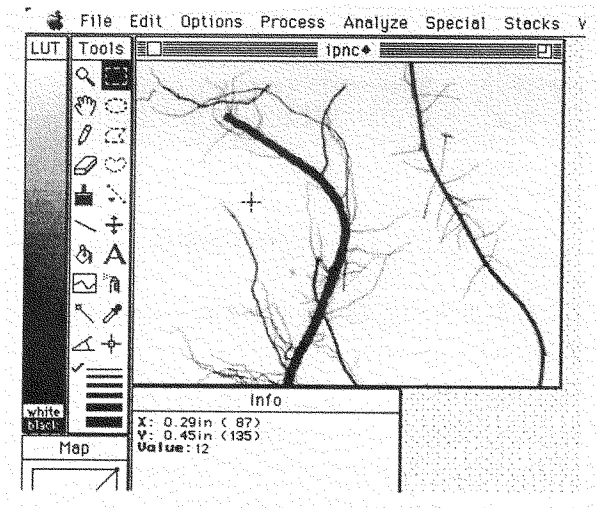 File Edit Options Process Analyze Special Stacks
LUT Tools ipnc♦
A
white
black
Map
Info
X: 0.29in ( 87)
Y: 0.45in (135)
Value: 12